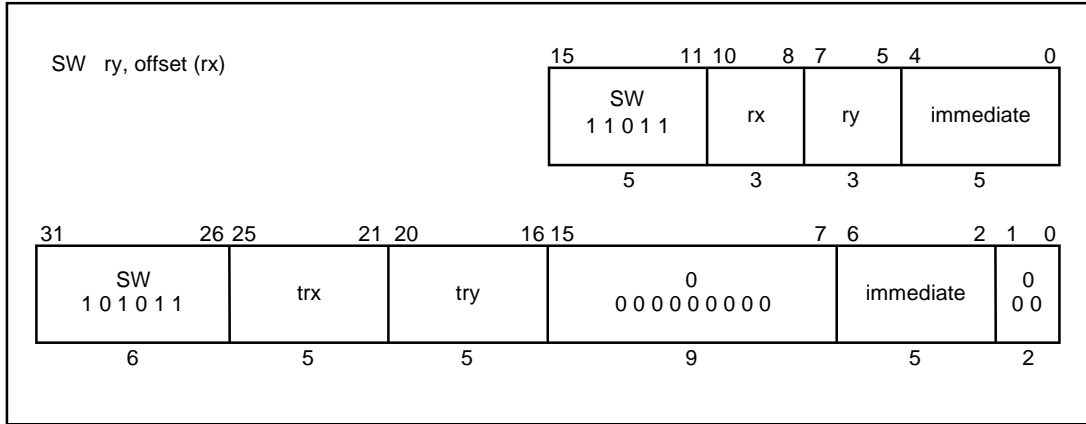 SW ry, offset (rx)
15 11 10 8 7 5 4 0
SW rx ry immediate
1 1 0 1 1
5 3 3 5
31 26 25 21 20 16 15 7 6 2 1 0
SW trx try 0 immediate 0
1 0 1 0 1 1 0 0 0 0 0 0 0 0 0 0 0
6 5 5 9 5 2